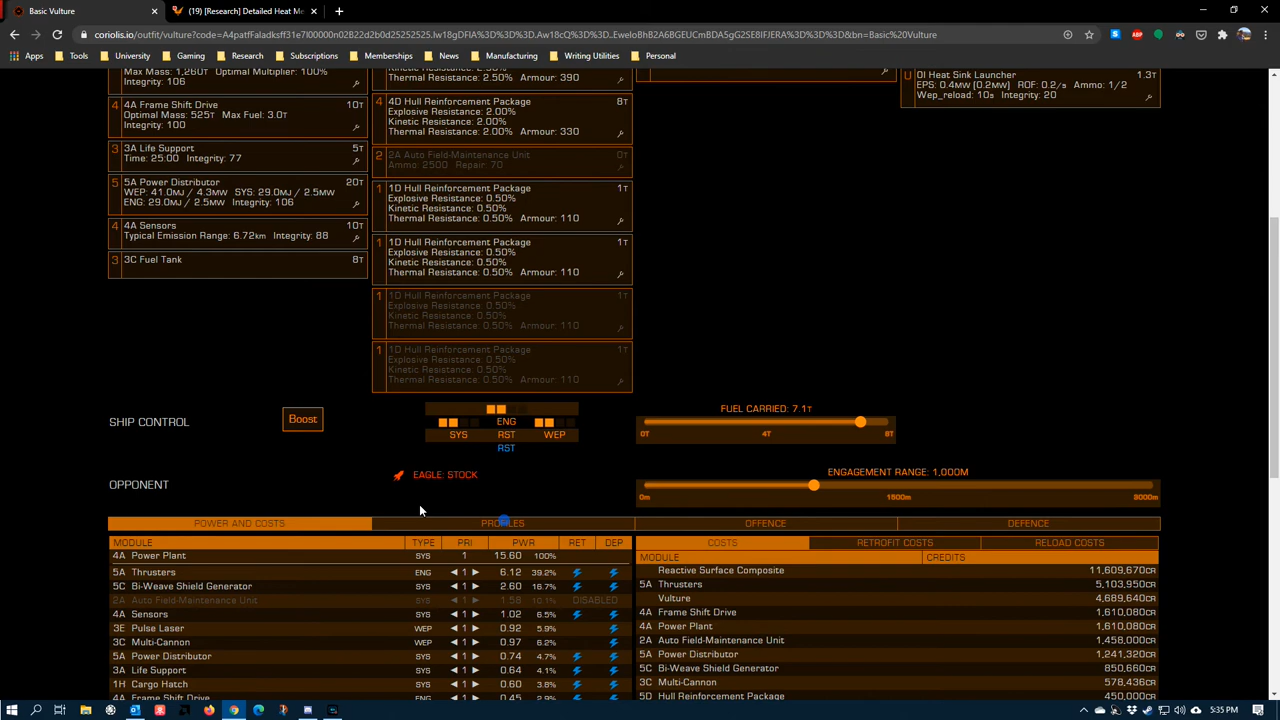 Basic Vulture
(19) [Research] Detailed Heat Me
coriolis.io/outfit/vulture?code=A4patfFaladksff31e7l00000n02B22d2b0d25252525.Iw18gDFIA%3D%3D%3D.Aw18cQ%3D%3D.EweloBhBA6BGEUCmBDA5gG2SE8IFJERA%3D%3D%3D&bn=Basic%20Vulture
Apps
Tools
University
Gaming
Research
Subscriptions
Memberships
News
Manufacturing
Writing Utilities
Personal
Max Mass: 1,260T Optimal Multiplier: 100%
Integrity: 106
4 4A Frame Shift Drive 10T
Optimal Mass: 525T Max Fuel: 3.0T
Integrity: 100
3 3A Life Support 5T
Time: 25:00 Integrity: 77
5 5A Power Distributor 20T
WEP: 41.0MJ / 4.3MW SYS: 29.0MJ / 2.5MW
ENG: 29.0MJ / 2.5MW Integrity: 106
4 4A Sensors 10T
Typical Emission Range: 6.72km Integrity: 88
3 3C Fuel Tank 8T
Kinetic Resistance: 2.50%
Thermal Resistance: 2.50% Armour: 390
4 4D Hull Reinforcement Package 8T
Explosive Resistance: 2.00%
Kinetic Resistance: 2.00%
Thermal Resistance: 2.00% Armour: 330
2 2A Auto Field-Maintenance Unit 0T
Ammo: 2500 Repair: 70
1 1D Hull Reinforcement Package 1T
Explosive Resistance: 0.50%
Kinetic Resistance: 0.50%
Thermal Resistance: 0.50% Armour: 110
1 1D Hull Reinforcement Package 1T
Explosive Resistance: 0.50%
Kinetic Resistance: 0.50%
Thermal Resistance: 0.50% Armour: 110
1 1D Hull Reinforcement Package 1T
Explosive Resistance: 0.50%
Kinetic Resistance: 0.50%
Thermal Resistance: 0.50% Armour: 110
1 1D Hull Reinforcement Package 1T
Explosive Resistance: 0.50%
Kinetic Resistance: 0.50%
Thermal Resistance: 0.50% Armour: 110
U 0I Heat Sink Launcher 1.3T
EPS: 0.4MW [0.2MW] ROF: 0.2/s Ammo: 1/2
Wep_reload: 10s Integrity: 20
SHIP CONTROL
Boost
ENG
SYS RST WEP
RST
FUEL CARRIED: 7.1T
0T 4T 8T
OPPONENT
EAGLE: STOCK
ENGAGEMENT RANGE: 1,000M
0m 1500m 3000m
POWER AND COSTS PROFILES OFFENCE DEFENCE
MODULE TYPE PRI PWR RET DEP
4A Power Plant SYS 1 15.60 100%
5A Thrusters ENG 1 6.12 39.2%
5C Bi-Weave Shield Generator SYS 1 2.60 16.7%
2A Auto Field-Maintenance Unit SYS 1 1.58 10.1% DISABLED
4A Sensors SYS 1 1.02 6.5%
3E Pulse Laser WEP 1 0.92 5.9%
3C Multi-Cannon WEP 1 0.97 6.2%
5A Power Distributor SYS 1 0.74 4.7%
3A Life Support SYS 1 0.64 4.1%
1H Cargo Hatch SYS 1 0.60 3.8%
4A Frame Shift Drive ENG 1 0.45 2.9%
COSTS RETROFIT COSTS RELOAD COSTS
MODULE CREDITS
Reactive Surface Composite 11,609,670CR
5A Thrusters 5,103,950CR
Vulture 4,689,640CR
4A Frame Shift Drive 1,610,080CR
4A Power Plant 1,610,080CR
2A Auto Field-Maintenance Unit 1,458,000CR
5A Power Distributor 1,241,320CR
5C Bi-Weave Shield Generator 850,660CR
3C Multi-Cannon 578,436CR
5D Hull Reinforcement Package 450,000CR
5:35 PM